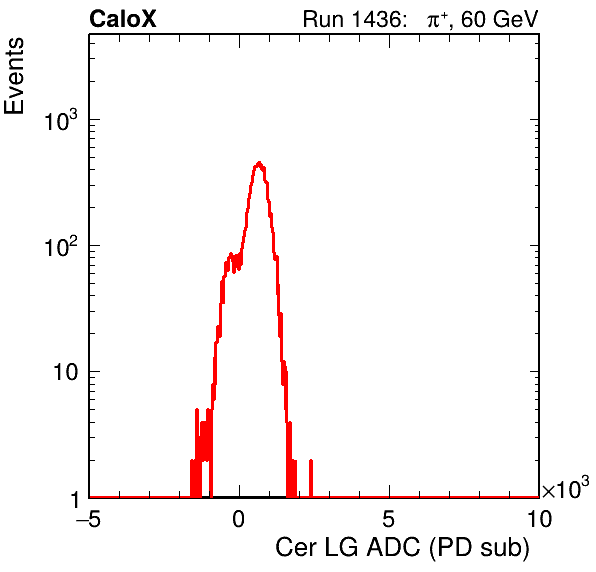 CaloX Run 1436: π⁺, 60 GeV
Events
10³
10²
10
1
−5 0 5 10
×10³
Cer LG ADC (PD sub)